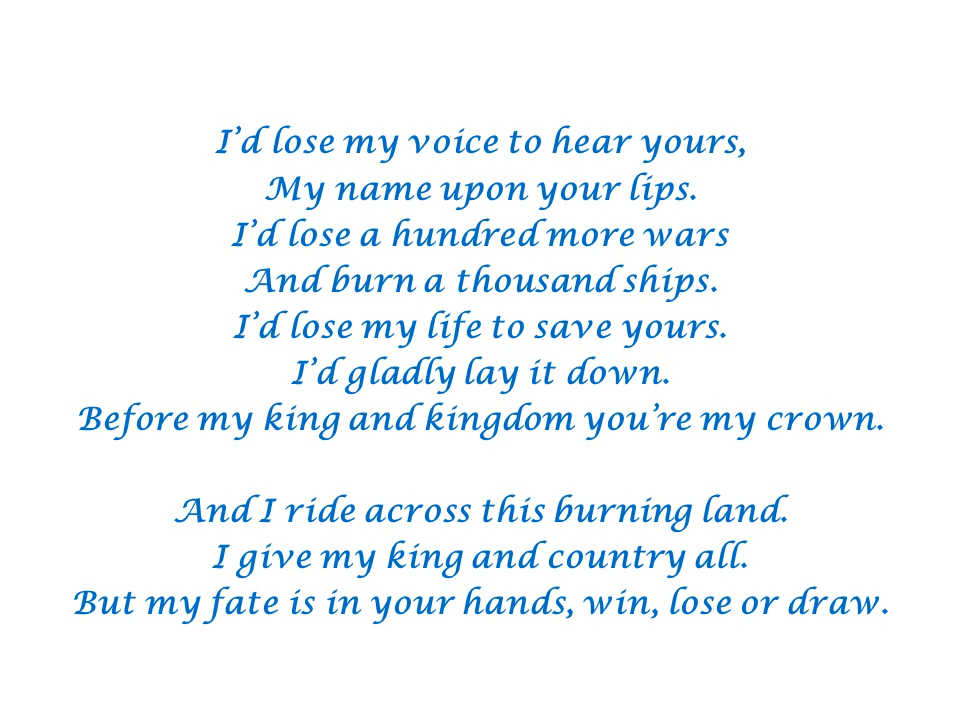 I’d lose my voice to hear yours,
My name upon your lips.
I’d lose a hundred more wars
And burn a thousand ships.
I’d lose my life to save yours.
I’d gladly lay it down.
Before my king and kingdom you’re my crown.

And I ride across this burning land.
I give my king and country all.
But my fate is in your hands, win, lose or draw.